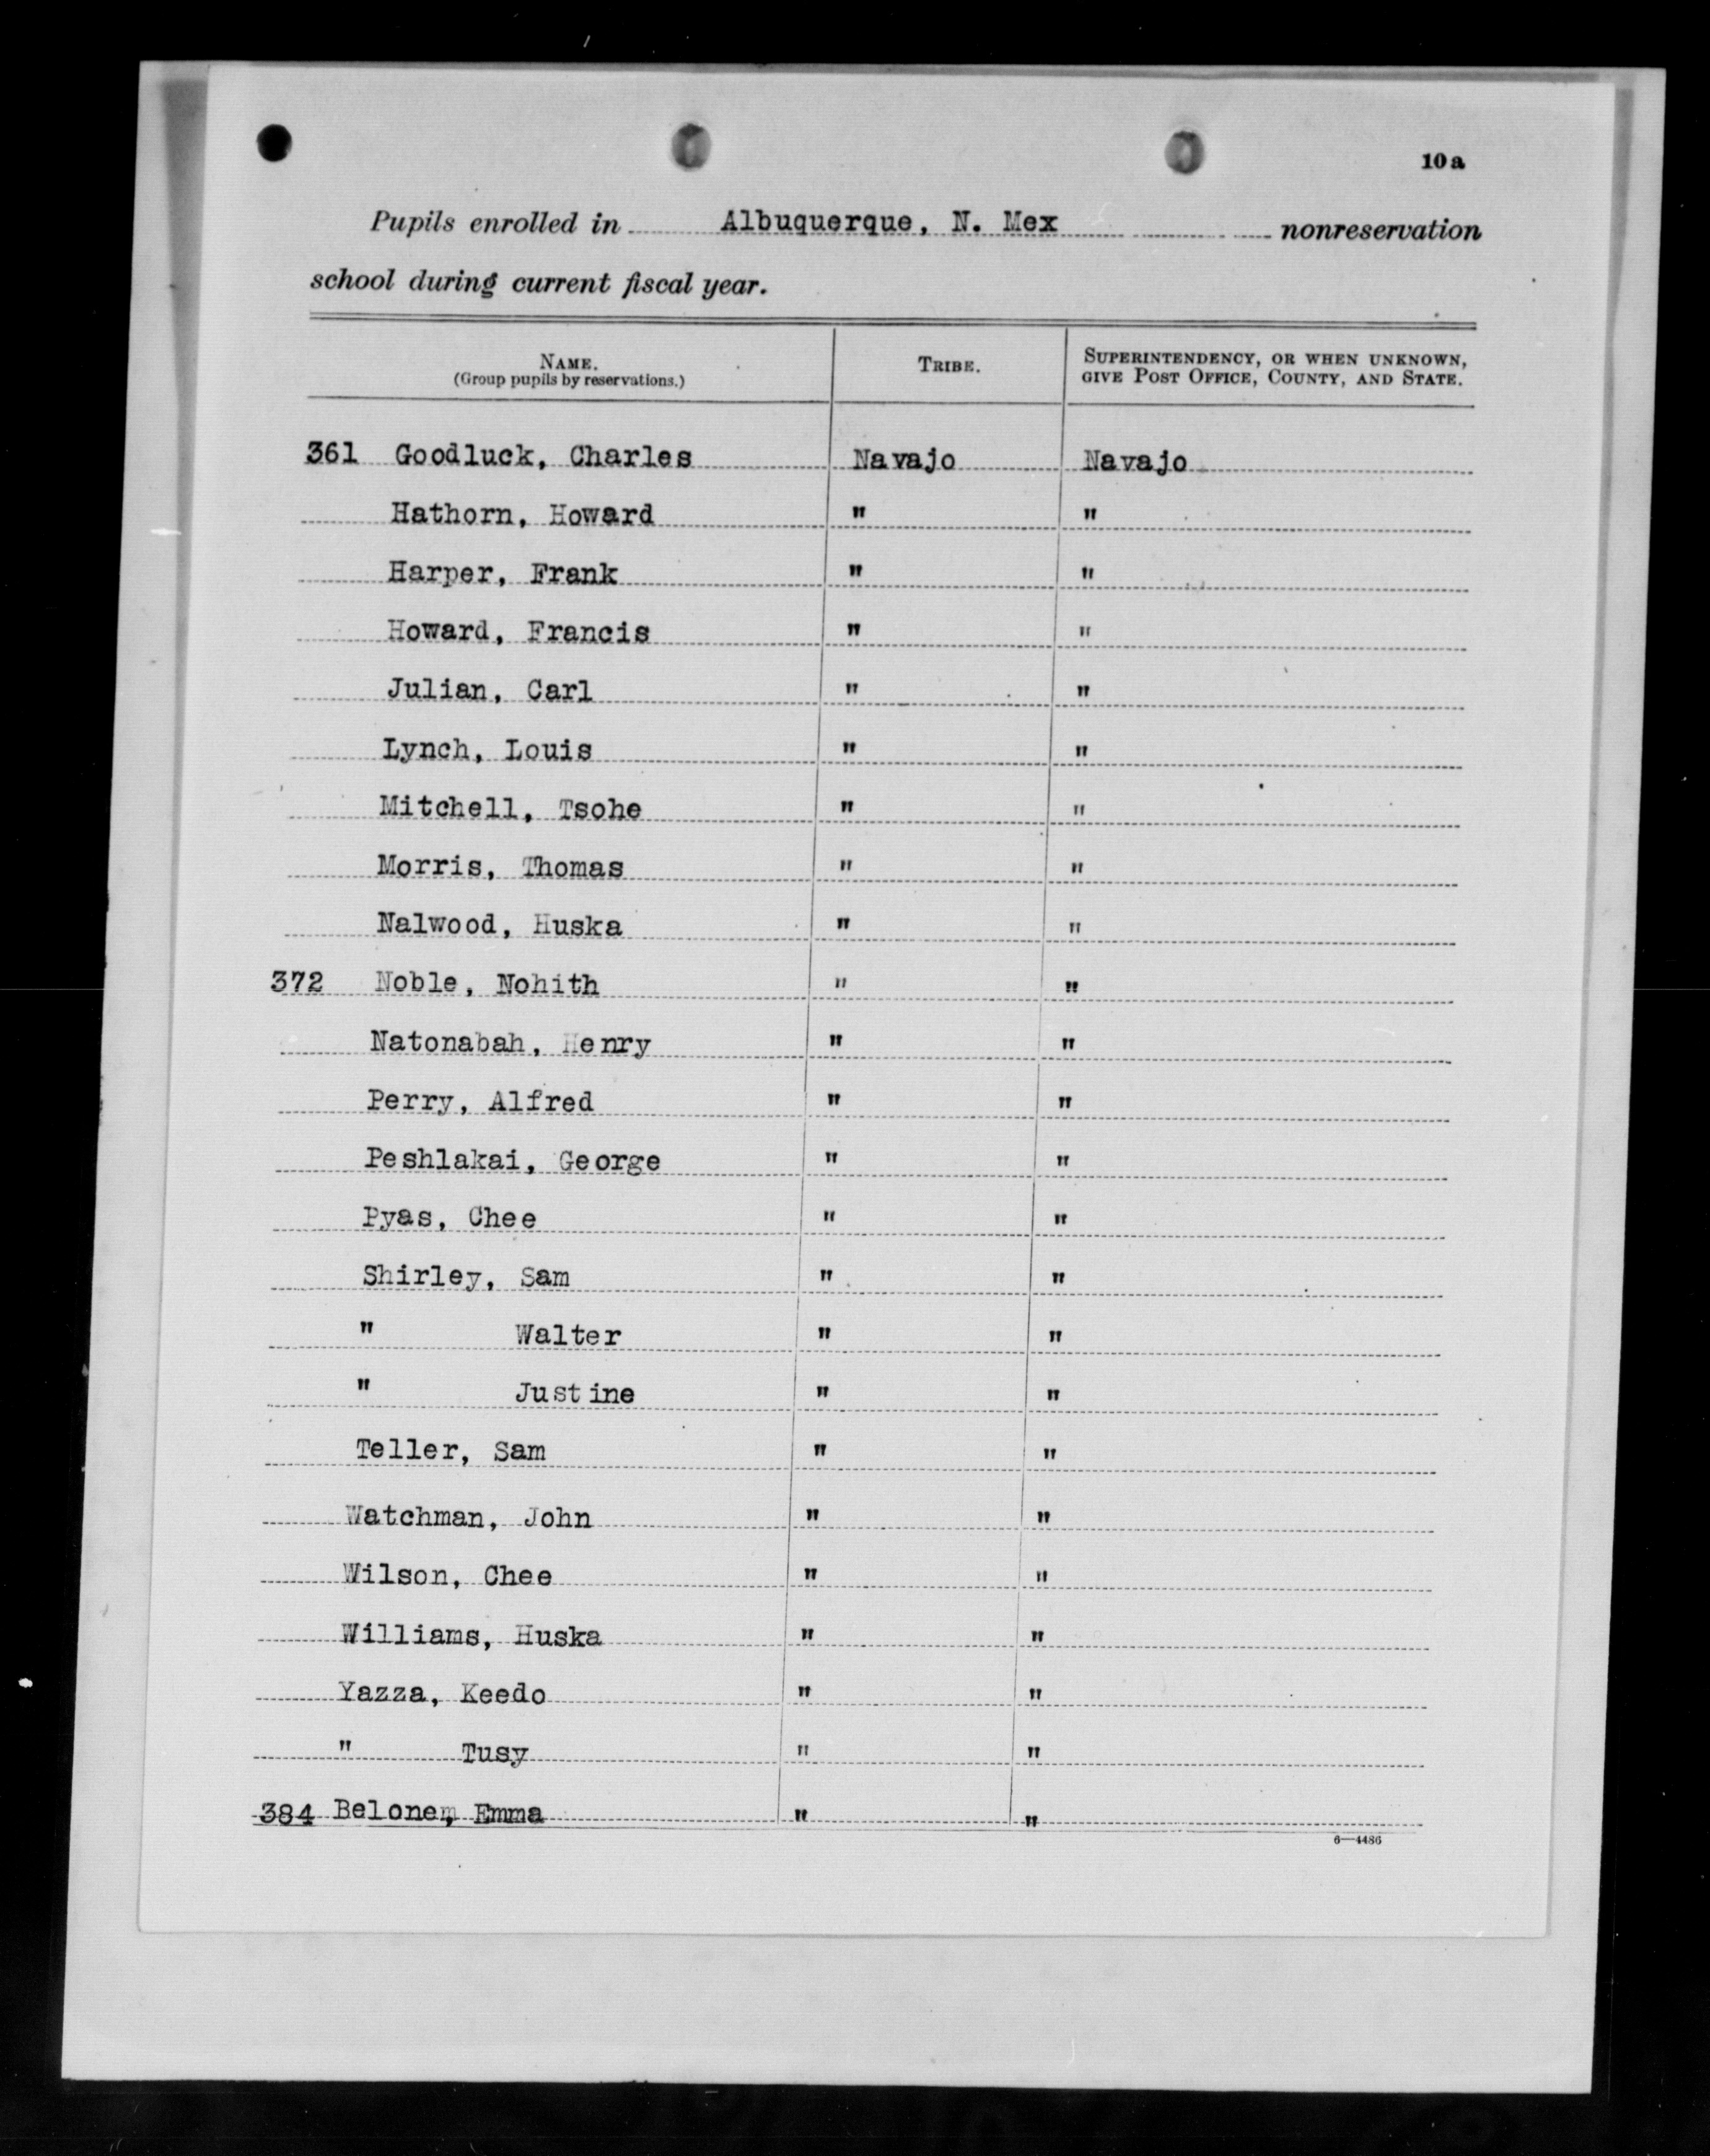 10a
Pupils enrolled in Albuquerque, N. Mex nonreservation
school during current fiscal year.
NAME. TRIBE. SUPERINTENDENCY, OR WHEN UNKNOWN,
(Group pupils by reservations.) GIVE POST OFFICE, COUNTY, AND STATE.
361 Goodluck, Charles Navajo Navajo
Hathorn, Howard " "
Harper, Frank " "
Howard, Francis " "
Julian, Carl " "
Lynch, Louis " "
Mitchell, Tsohe " "
Morris, Thomas " "
Nalwood, Huska " "
372 Noble, Nohith " "
Natonabah, Henry " "
Perry, Alfred " "
Peshlakai, George " "
Pyas, Chee " "
Shirley, Sam " "
" Walter " "
" Justine " "
Teller, Sam " "
Watchman, John " "
Wilson, Chee " "
Williams, Huska " "
Yazza, Keedo " "
" Tusy " "
384 Belonem, Emma " "
6—4486